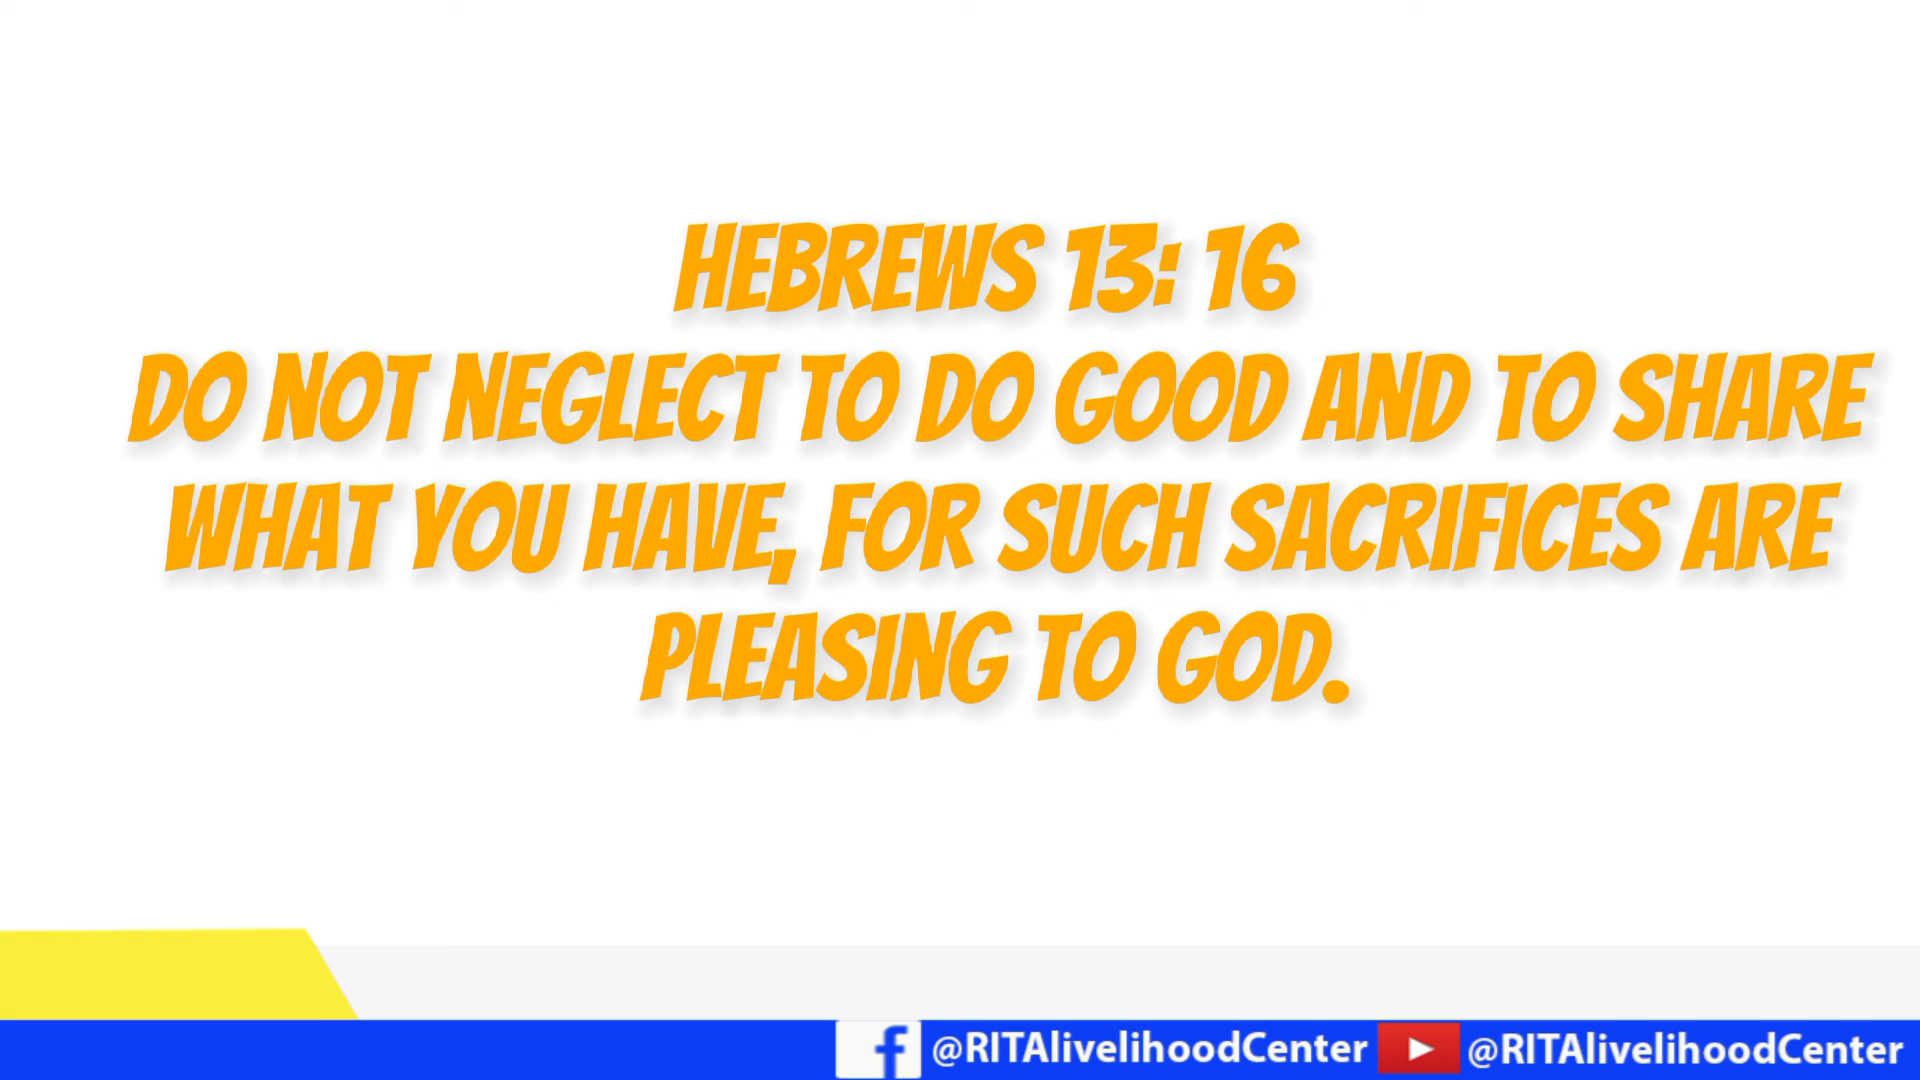 HEBREWS 13: 16
DO NOT NEGLECT TO DO GOOD AND TO SHARE
WHAT YOU HAVE, FOR SUCH SACRIFICES ARE
PLEASING TO GOD.
@RITAlivelihoodCenter @RITAlivelihoodCenter